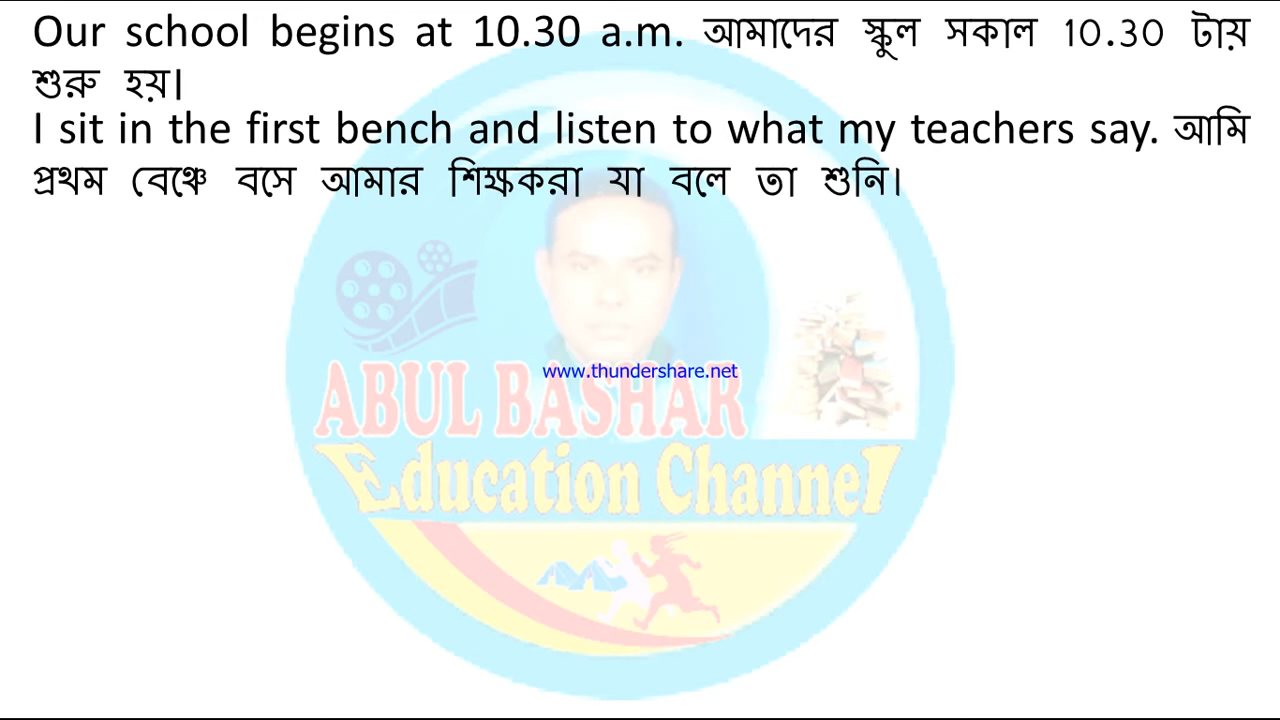 Our school begins at 10.30 a.m. আমাদের স্কুল সকাল 10.30 টায়
শুরু হয়।
I sit in the first bench and listen to what my teachers say. আমি
প্রথম বেঞ্চে বসে আমার শিক্ষকরা যা বলে তা শুনি।
www.thundershare.net
ABUL BASHAR
Education Channel